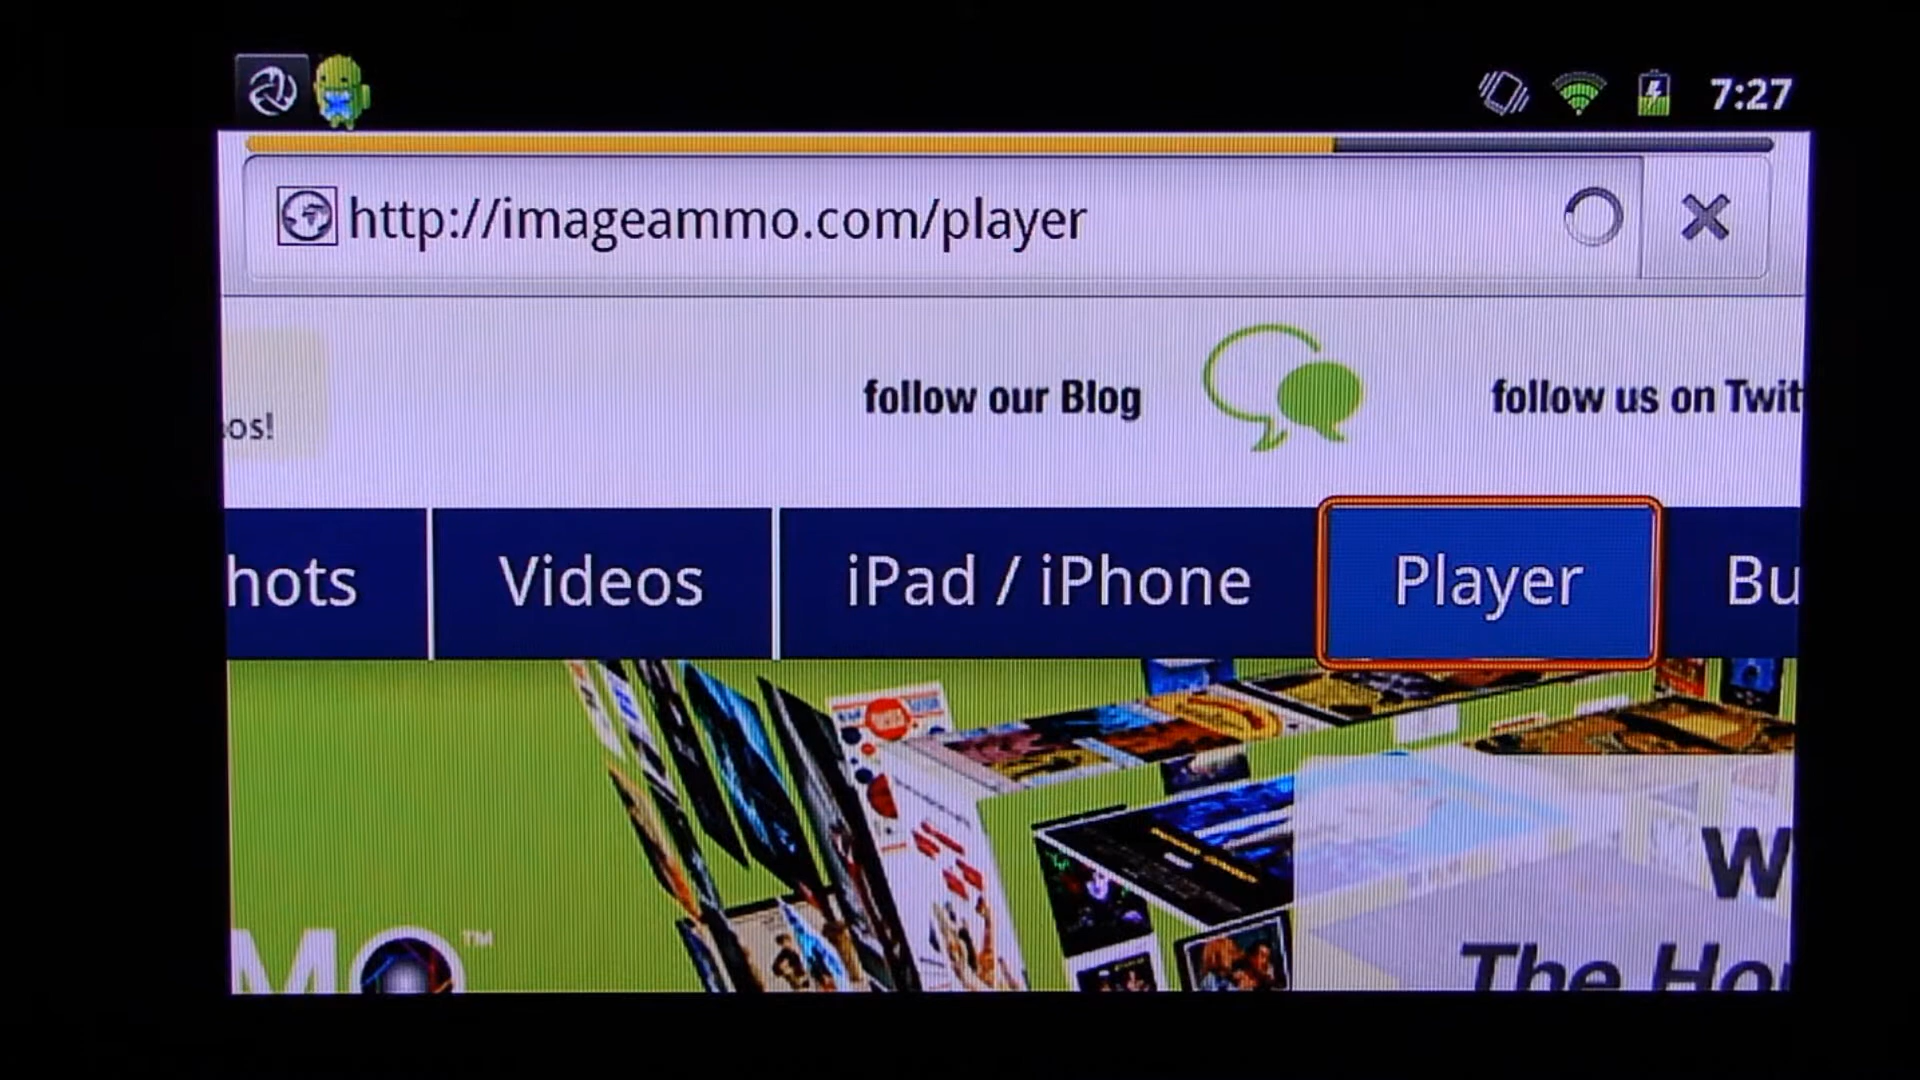 7:27
http://imageammo.com/player
os!
follow our Blog
follow us on Twit
hots
Videos
iPad / iPhone
Player
Bu
W
MO™
The Ho